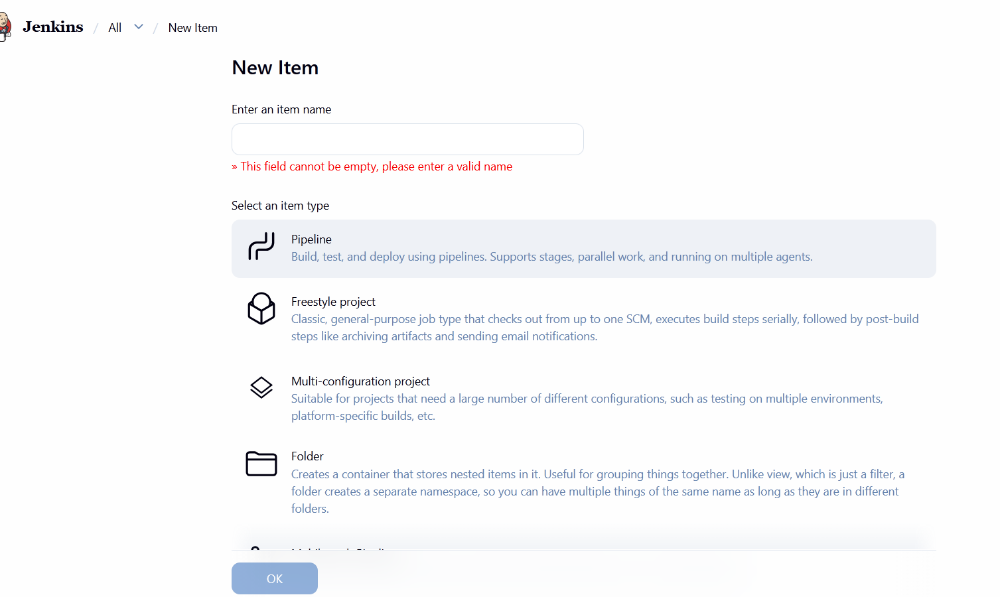 Jenkins / All / New Item
New Item
Enter an item name
» This field cannot be empty, please enter a valid name
Select an item type
Pipeline
Build, test, and deploy using pipelines. Supports stages, parallel work, and running on multiple agents.
Freestyle project
Classic, general-purpose job type that checks out from up to one SCM, executes build steps serially, followed by post-build
steps like archiving artifacts and sending email notifications.
Multi-configuration project
Suitable for projects that need a large number of different configurations, such as testing on multiple environments,
platform-specific builds, etc.
Folder
Creates a container that stores nested items in it. Useful for grouping things together. Unlike view, which is just a filter, a
folder creates a separate namespace, so you can have multiple things of the same name as long as they are in different
folders.
OK